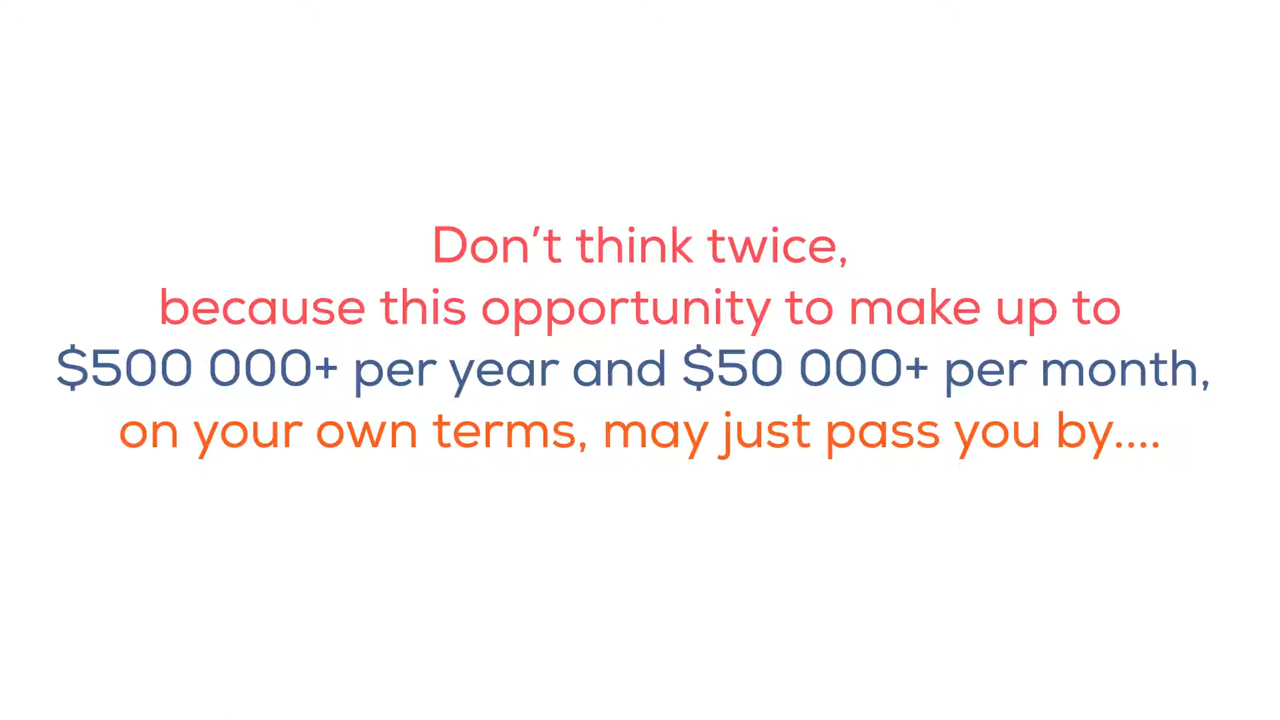 Don’t think twice,
because this opportunity to make up to
$500 000+ per year and $50 000+ per month,
on your own terms, may just pass you by....